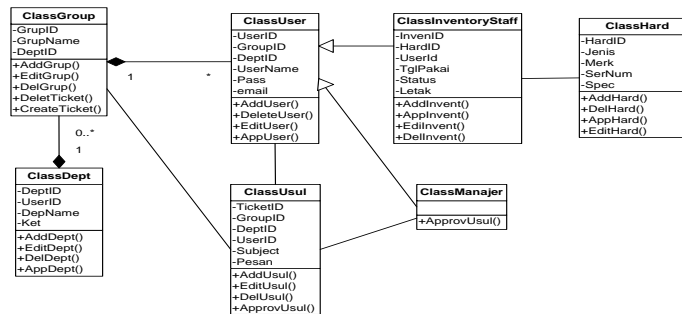 ClassGroup
-GrupID
-GrupName
-DeptID
+AddGrup()
+EditGrup()
+DelGrup()
+DeletTicket()
+CreateTicket()
1
*
0..*
1
ClassDept
-DeptID
-UserID
-DepName
-Ket
+AddDept()
+EditDept()
+DelDept()
+AppDept()
ClassUser
-UserID
-GroupID
-DeptID
-UserName
-Pass
-email
+AddUser()
+DeleteUser()
+EditUser()
+AppUser()
ClassUsul
-TicketID
-GroupID
-DeptID
-UserID
-Subject
-Pesan
+AddUsul()
+EditUsul()
+DelUsul()
+ApprovUsul()
ClassInventoryStaff
-InvenID
-HardID
-UserId
-TglPakai
-Status
-Letak
+AddInvent()
+AppInvent()
+EdiInvent()
+DelInvent()
ClassManajer
+ApprovUsul()
ClassHard
-HardID
-Jenis
-Merk
-SerNum
-Spec
+AddHard()
+DelHard()
+AppHard()
+EditHard()